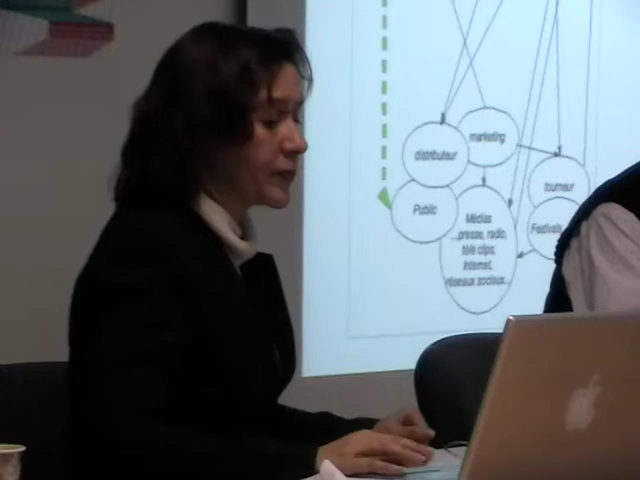 marketing
distributeur
tourneur
Public
Médias
...presse, radio,
télé clips,
Internet,
réseaux sociaux...
Festivals